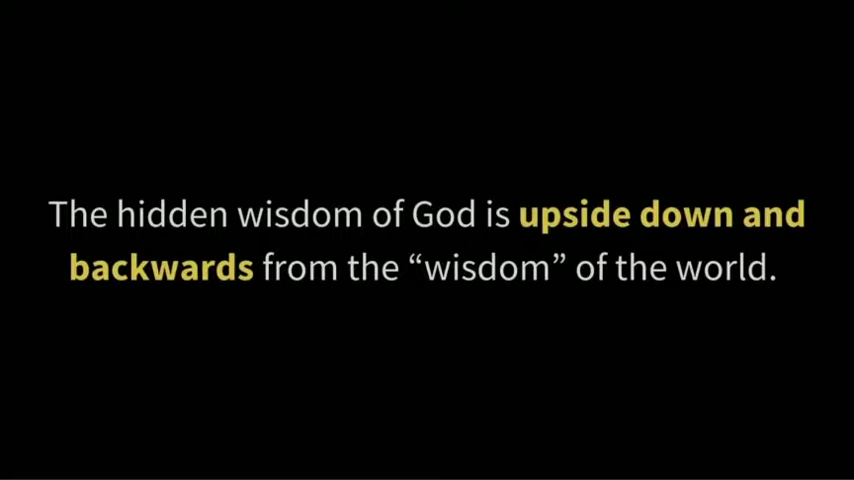 The hidden wisdom of God is upside down and
backwards from the “wisdom” of the world.